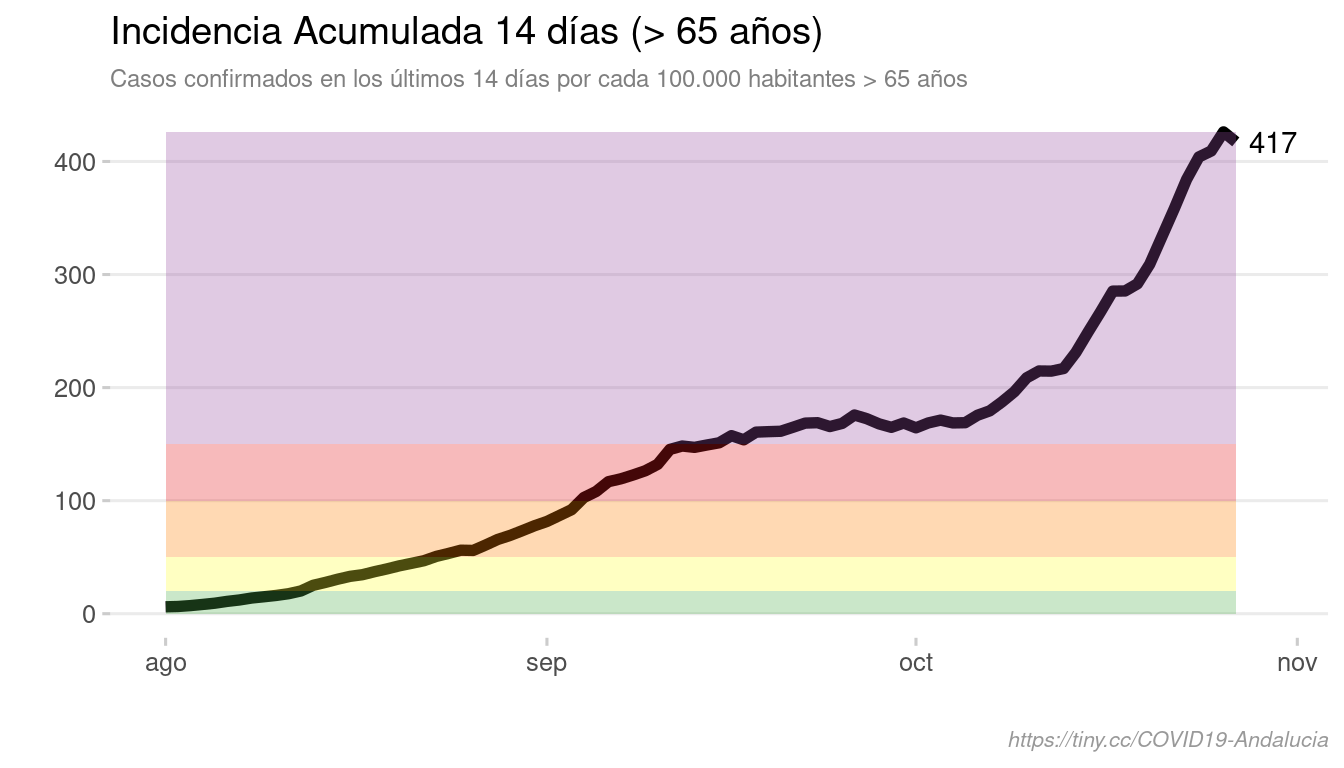 Incidencia Acumulada 14 días (> 65 años)
Casos confirmados en los últimos 14 días por cada 100.000 habitantes > 65 años
417
400
300
200
100
0
ago sep oct nov
https://tiny.cc/COVID19-Andalucia